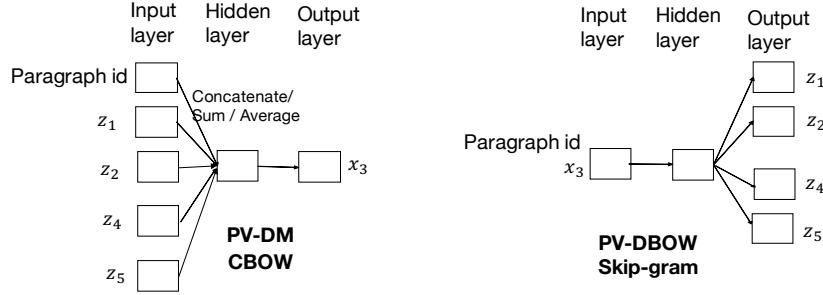 Input
layer
Hidden
layer
Output
layer
Paragraph id
Concatenate/
Sum / Average
z₁
z₂
x₃
z₄
z₅
PV-DM
CBOW
Input
layer
Hidden
layer
Output
layer
z₁
z₂
Paragraph id
x₃
z₄
z₅
PV-DBOW
Skip-gram